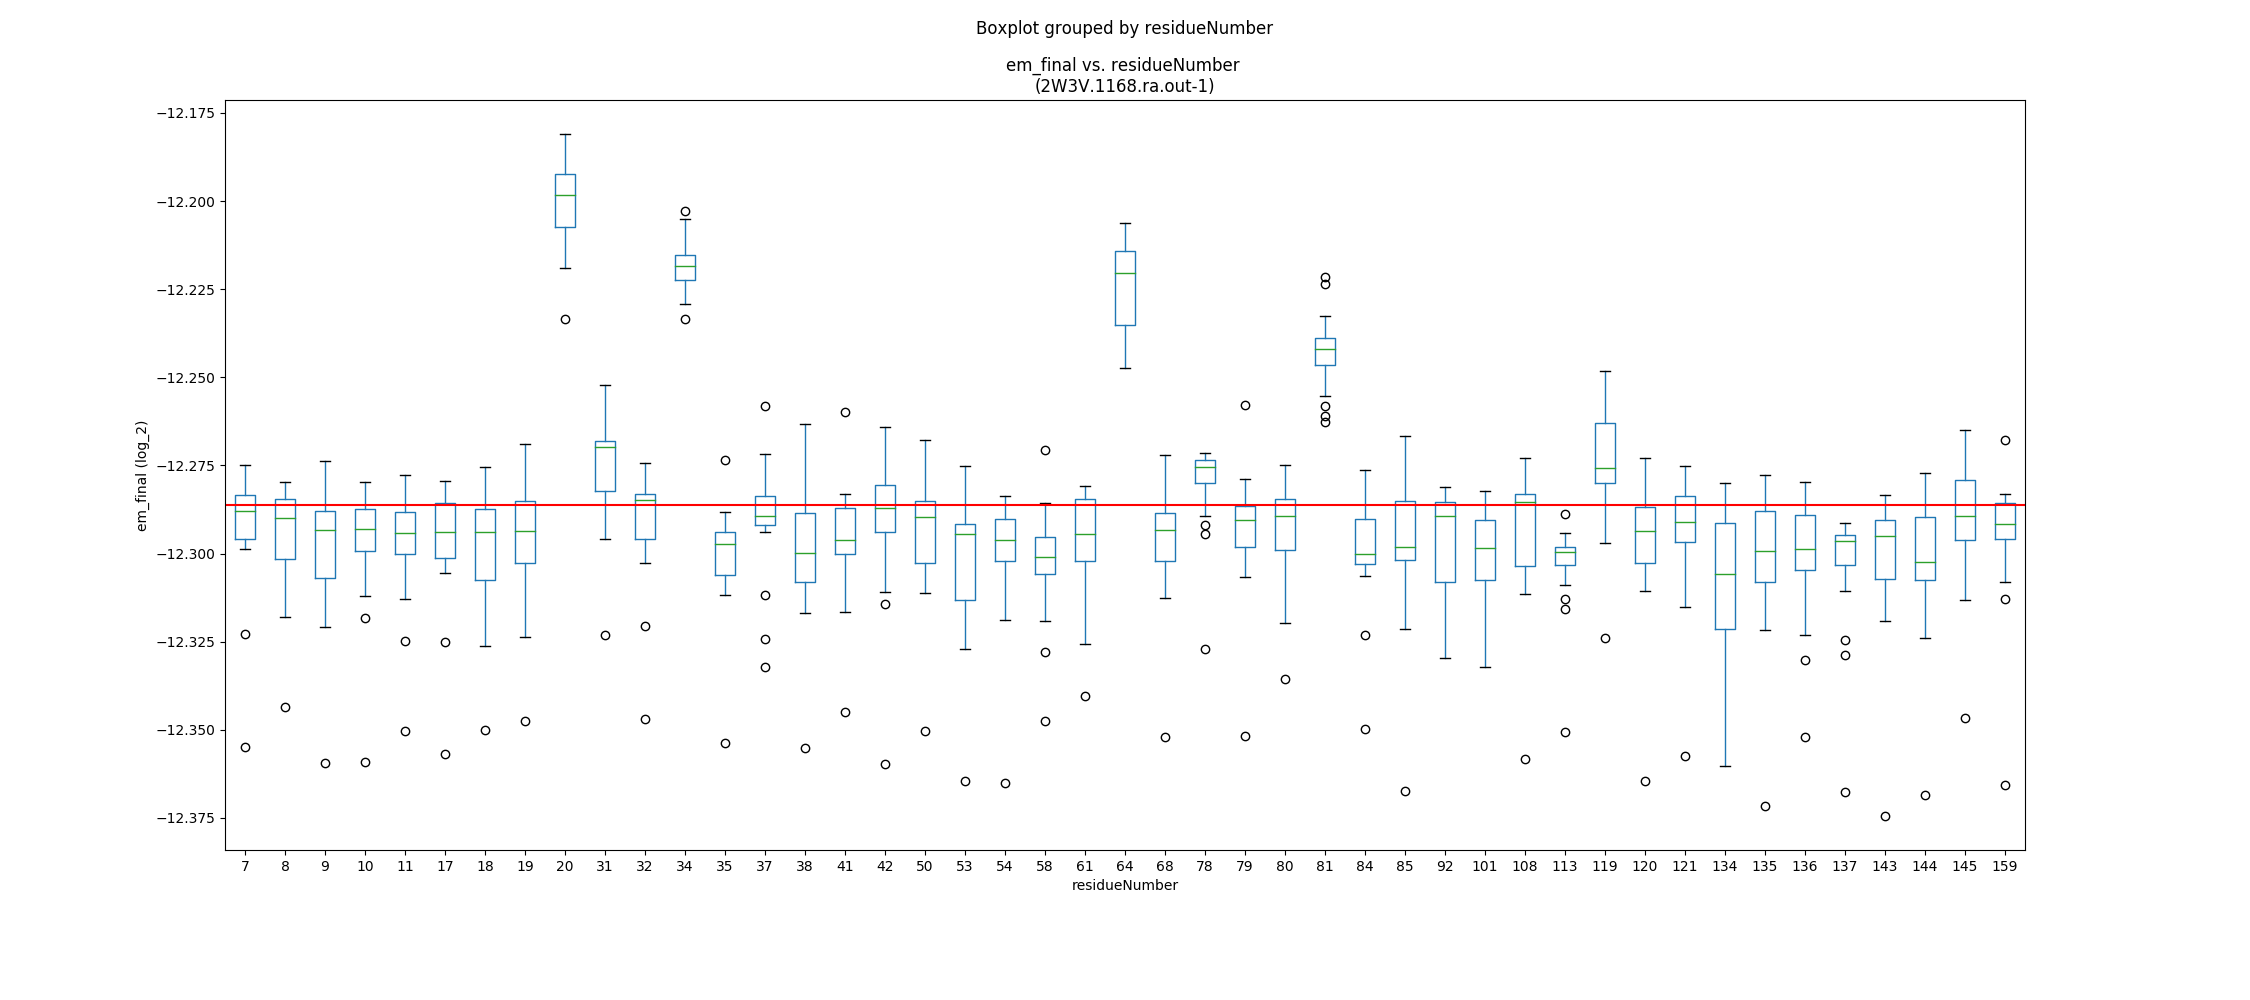 Boxplot grouped by residueNumber
em_final vs. residueNumber
(2W3V.1168.ra.out-1)
−12.175
−12.200
−12.225
−12.250
−12.275
−12.300
−12.325
−12.350
−12.375
em_final (log_2)
7 8 9 10 11 17 18 19 20 31 32 34 35 37 38 41 42 50 53 54 58 61 64 68 78 79 80 81 84 85 92 101 108 113 119 120 121 134 135 136 137 143 144 145 159
residueNumber